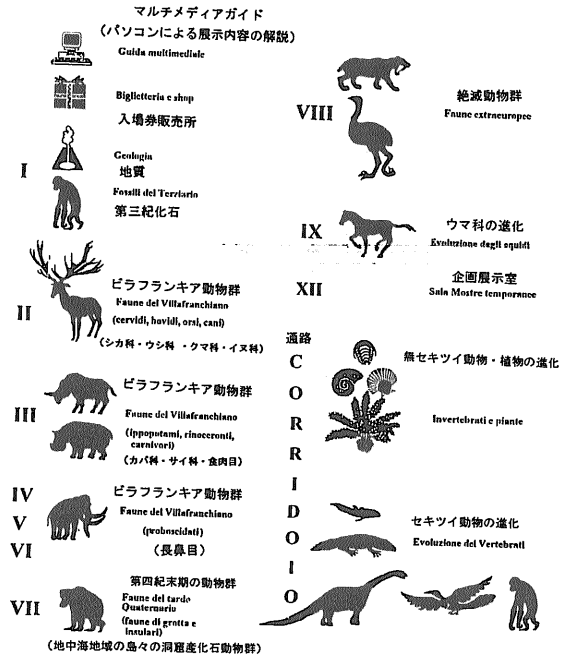 マルチメディアガイド
(パソコンによる展示内容の解説)
Guida multimediale
Biglietteria e shop
入場券販売所
I
Geologia
地質
Fossili del Terziario
第三紀化石
II
ビラフランキア動物群
Faune del Villafranchiano
(cervidi, bovidi, orsi, cani)
(シカ科・ウシ科・クマ科・イヌ科)
III
ビラフランキア動物群
Faune del Villafranchiano
(ippopotami, rinoceronti,
carnivori)
(カバ科・サイ科・食肉目)
IV
V
VI
ビラフランキア動物群
Faune del Villafranchiano
(proboscidati)
(長鼻目)
VII
第四紀末期の動物群
Faune del tardo
Quaternario
(faune di grotta e
insulari)
(地中海地域の島々の洞窟産化石動物群)
VIII
絶滅動物群
Faune extraeuropee
IX
ウマ科の進化
Evoluzione degli equidi
XII
企画展示室
Sala Mostre temporanee
通路
CORRIDOIO
無セキツイ動物・植物の進化
Invertebrati e piante
セキツイ動物の進化
Evoluzione dei Vertebrati